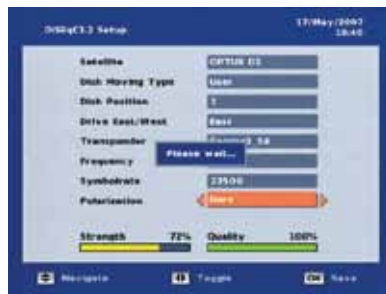 DiSEqC1.2 Setup
17/May/2007
18:40
Satellite OPTUS D1
Dish Moving Type User
Dish Position 1
Drive East/West East
Transponder
Please wait...
Frequency
Symbolrate 22500
Polarization Hori
Strength 72% Quality 100%
Navigate Toggle OK Save